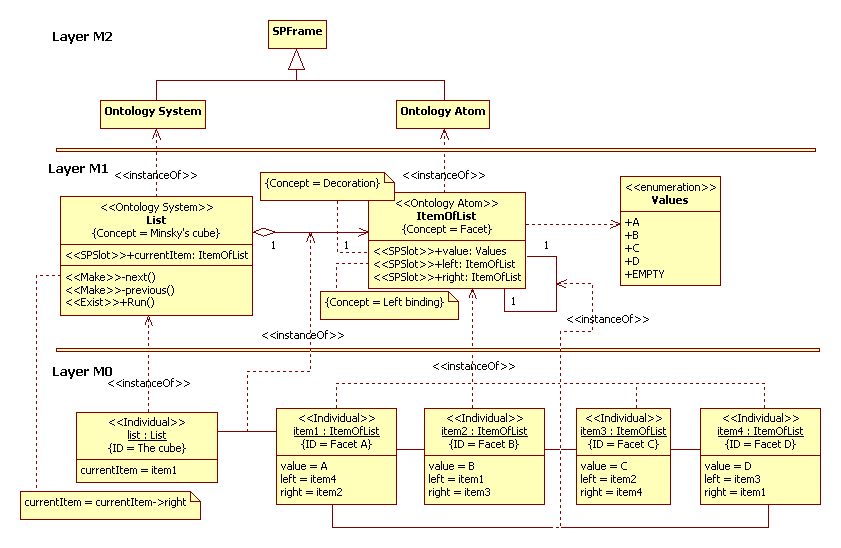 Layer M2
SPFrame
Ontology System
Ontology Atom
Layer M1
<<instanceOf>>
<<instanceOf>>
{Concept = Decoration}
<<Ontology System>>
List
{Concept = Minsky's cube}
<<SPSlot>>+currentItem: ItemOfList
<<Make>>-next()
<<Make>>-previous()
<<Exist>>+Run()
1
1
<<Ontology Atom>>
ItemOfList
{Concept = Facet}
<<SPSlot>>+value: Values
<<SPSlot>>+left: ItemOfList
<<SPSlot>>+right: ItemOfList
1
1
{Concept = Left binding}
<<enumeration>>
Values
+A
+B
+C
+D
+EMPTY
<<instanceOf>>
<<instanceOf>>
Layer M0
<<instanceOf>>
<<instanceOf>>
<<Individual>>
list : List
{ID = The cube}
currentItem = item1
currentItem = currentItem->right
<<Individual>>
item1 : ItemOfList
{ID = Facet A}
value = A
left = item4
right = item2
<<Individual>>
item2 : ItemOfList
{ID = Facet B}
value = B
left = item1
right = item3
<<Individual>>
item3 : ItemOfList
{ID = Facet C}
value = C
left = item2
right = item4
<<Individual>>
item4 : ItemOfList
{ID = Facet D}
value = D
left = item3
right = item1